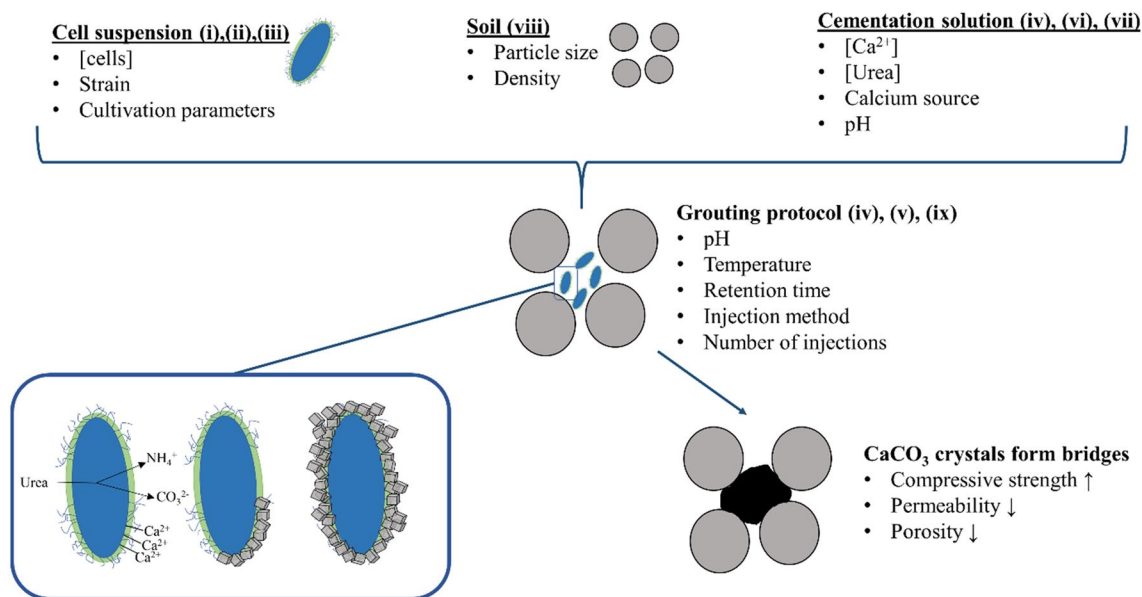 Cell suspension (i),(ii),(iii)
• [cells]
• Strain
• Cultivation parameters
Soil (viii)
• Particle size
• Density
Cementation solution (iv), (vi), (vii)
• [Ca²⁺]
• [Urea]
• Calcium source
• pH
Grouting protocol (iv), (v), (ix)
• pH
• Temperature
• Retention time
• Injection method
• Number of injections
Urea
NH₄⁺
CO₃²⁻
Ca²⁺
Ca²⁺
Ca²⁺
CaCO₃ crystals form bridges
• Compressive strength ↑
• Permeability ↓
• Porosity ↓